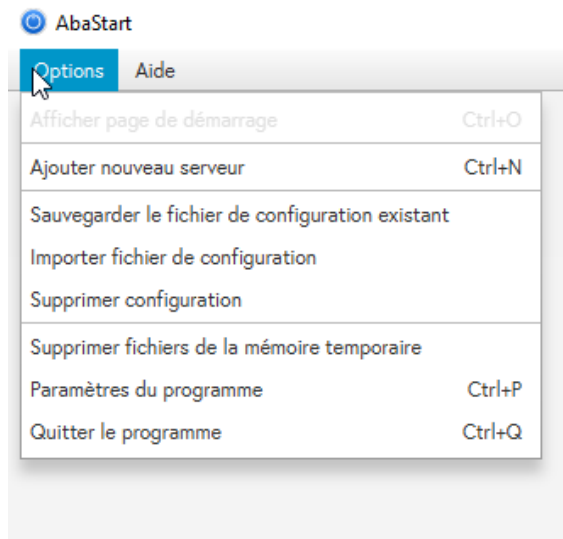 AbaStart
Options Aide
Afficher page de démarrage Ctrl+O
Ajouter nouveau serveur Ctrl+N
Sauvegarder le fichier de configuration existant
Importer fichier de configuration
Supprimer configuration
Supprimer fichiers de la mémoire temporaire
Paramètres du programme Ctrl+P
Quitter le programme Ctrl+Q